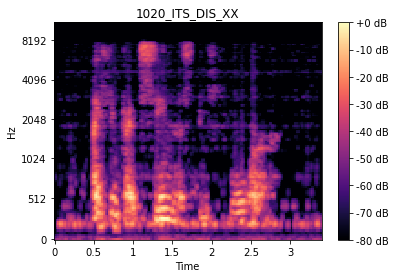 1020_ITS_DIS_XX
+0 dB
8192
-10 dB
4096
-20 dB
-30 dB
2048
Hz
-40 dB
1024
-50 dB
512
-60 dB
-70 dB
0
-80 dB
0 0.5 1 1.5 2 2.5 3
Time